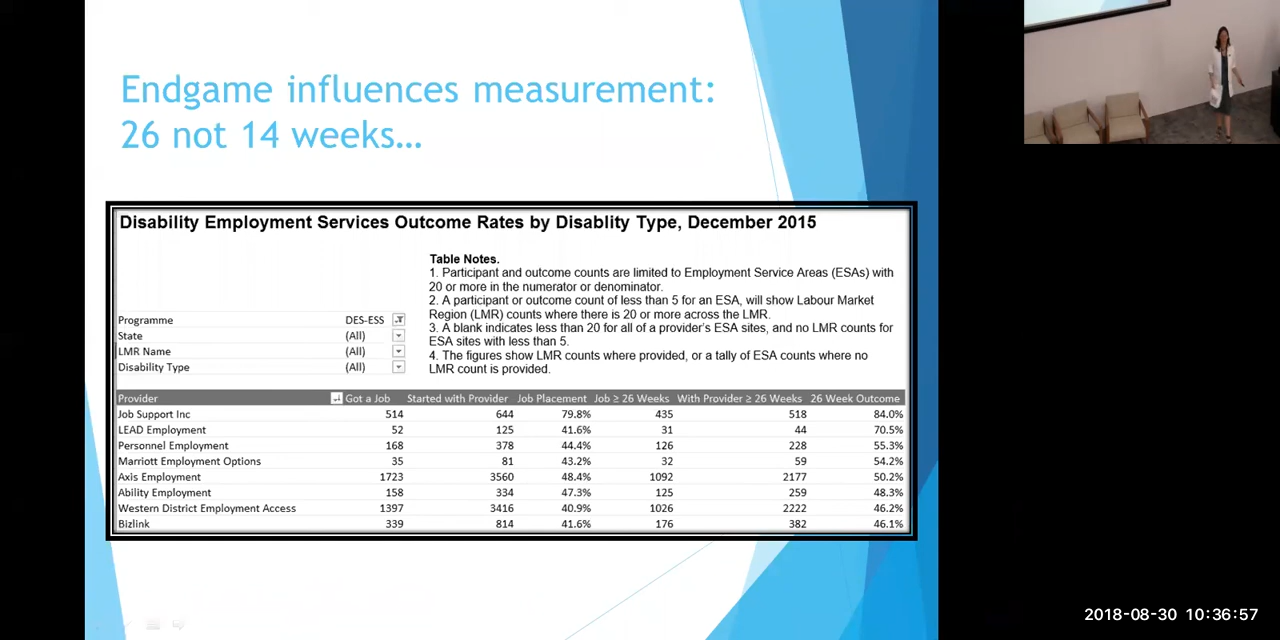 Endgame influences measurement:
26 not 14 weeks…
Disability Employment Services Outcome Rates by Disablity Type, December 2015
Table Notes.
1. Participant and outcome counts are limited to Employment Service Areas (ESAs) with
20 or more in the numerator or denominator.
2. A participant or outcome count of less than 5 for an ESA, will show Labour Market
Region (LMR) counts where there is 20 or more across the LMR.
3. A blank indicates less than 20 for all of a provider's ESA sites, and no LMR counts for
ESA sites with less than 5.
4. The figures show LMR counts where provided, or a tally of ESA counts where no
LMR count is provided.
Programme DES-ESS
State (All)
LMR Name (All)
Disability Type (All)
Provider Got a Job Started with Provider Job Placement Job ≥ 26 Weeks With Provider ≥ 26 Weeks 26 Week Outcome
Job Support Inc 514 644 79.8% 435 518 84.0%
LEAD Employment 52 125 41.6% 31 44 70.5%
Personnel Employment 168 378 44.4% 126 228 55.3%
Marriott Employment Options 35 81 43.2% 32 59 54.2%
Axis Employment 1723 3560 48.4% 1092 2177 50.2%
Ability Employment 158 334 47.3% 125 259 48.3%
Western District Employment Access 1397 3416 40.9% 1026 2222 46.2%
Bizlink 339 814 41.6% 176 382 46.1%
2018-08-30 10:36:57